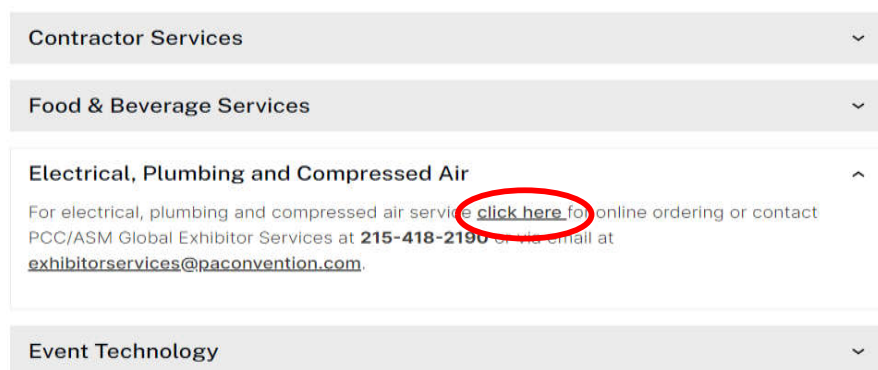 Contractor Services
Food & Beverage Services
Electrical, Plumbing and Compressed Air
For electrical, plumbing and compressed air service click here for online ordering or contact
PCC/ASM Global Exhibitor Services at 215-418-2190 or via email at
exhibitorservices@paconvention.com.
Event Technology